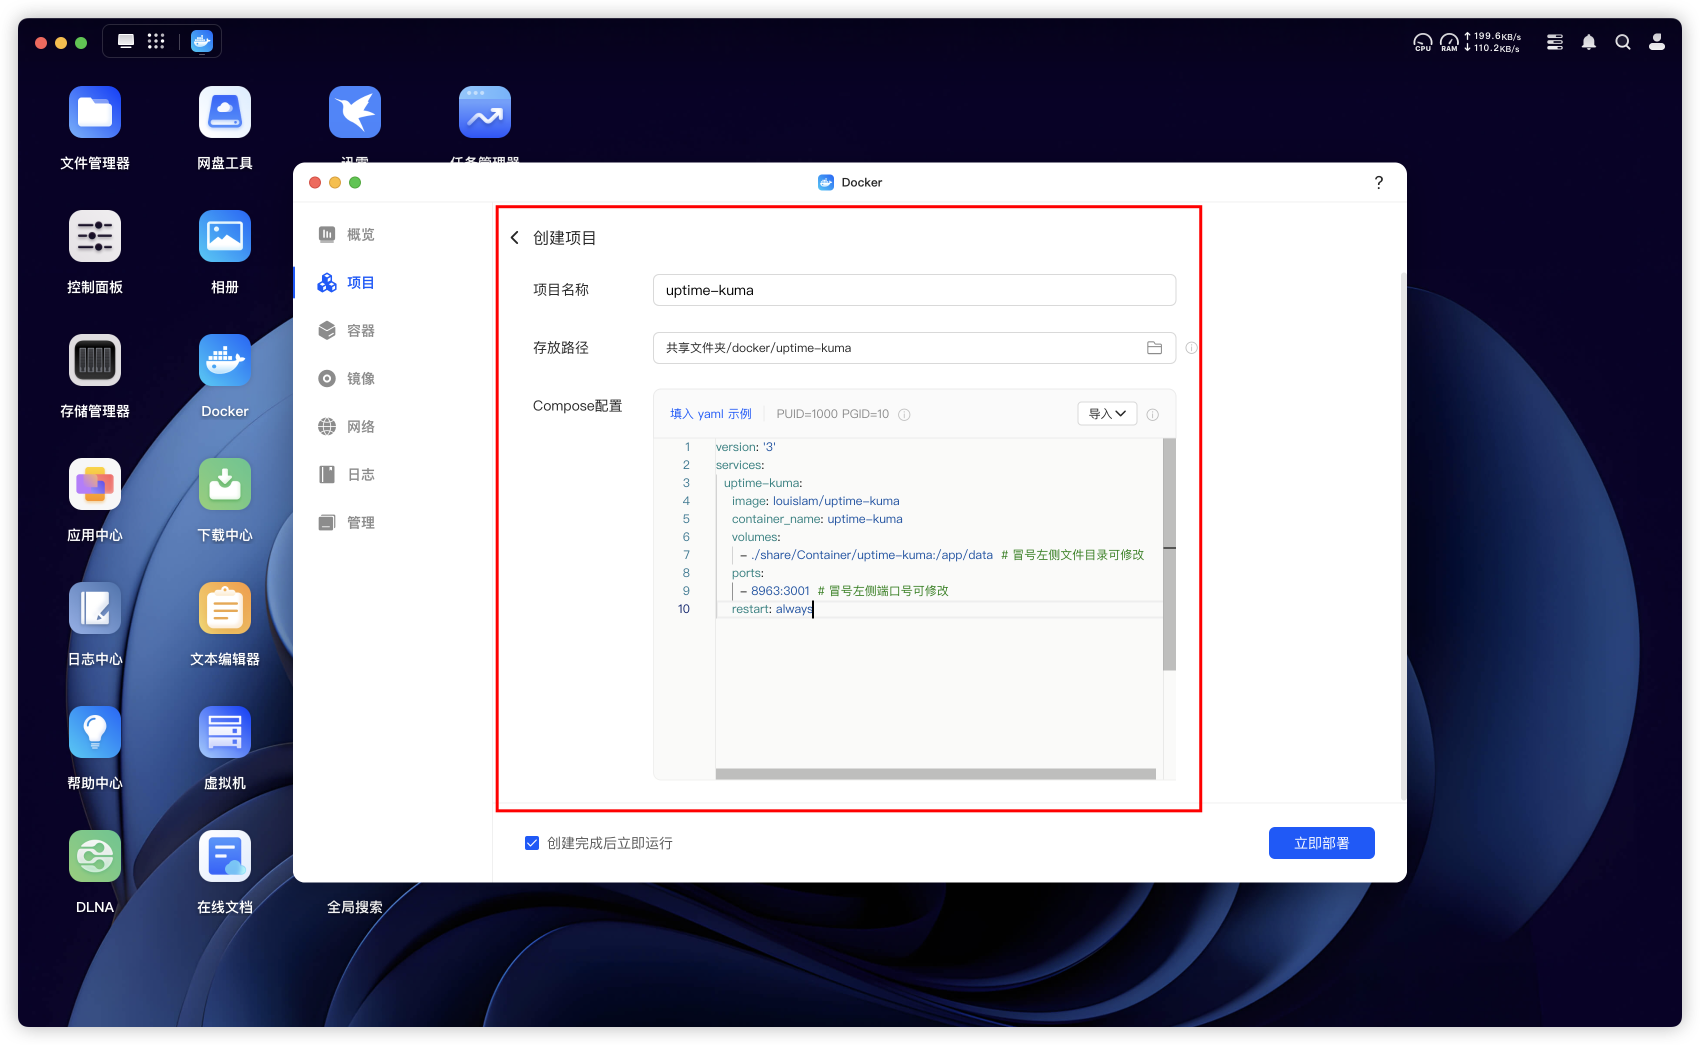 CPU RAM 199.6KB/s
110.2KB/s
文件管理器 网盘工具 迅雷 任务管理器
Docker ?
控制面板 相册
存储管理器 Docker
应用中心 下载中心
日志中心 文本编辑器
帮助中心 虚拟机
DLNA 在线文档 全局搜索
概览
项目
容器
镜像
网络
日志
管理
创建项目
项目名称 uptime-kuma
存放路径 共享文件夹/docker/uptime-kuma
Compose配置 填入 yaml 示例 PUID=1000 PGID=10 导入
1 version: '3'
2 services:
3 uptime-kuma:
4 image: louislam/uptime-kuma
5 container_name: uptime-kuma
6 volumes:
7 - ./share/Container/uptime-kuma:/app/data # 冒号左侧文件目录可修改
8 ports:
9 - 8963:3001 # 冒号左侧端口号可修改
10 restart: always
创建完成后立即运行 立即部署